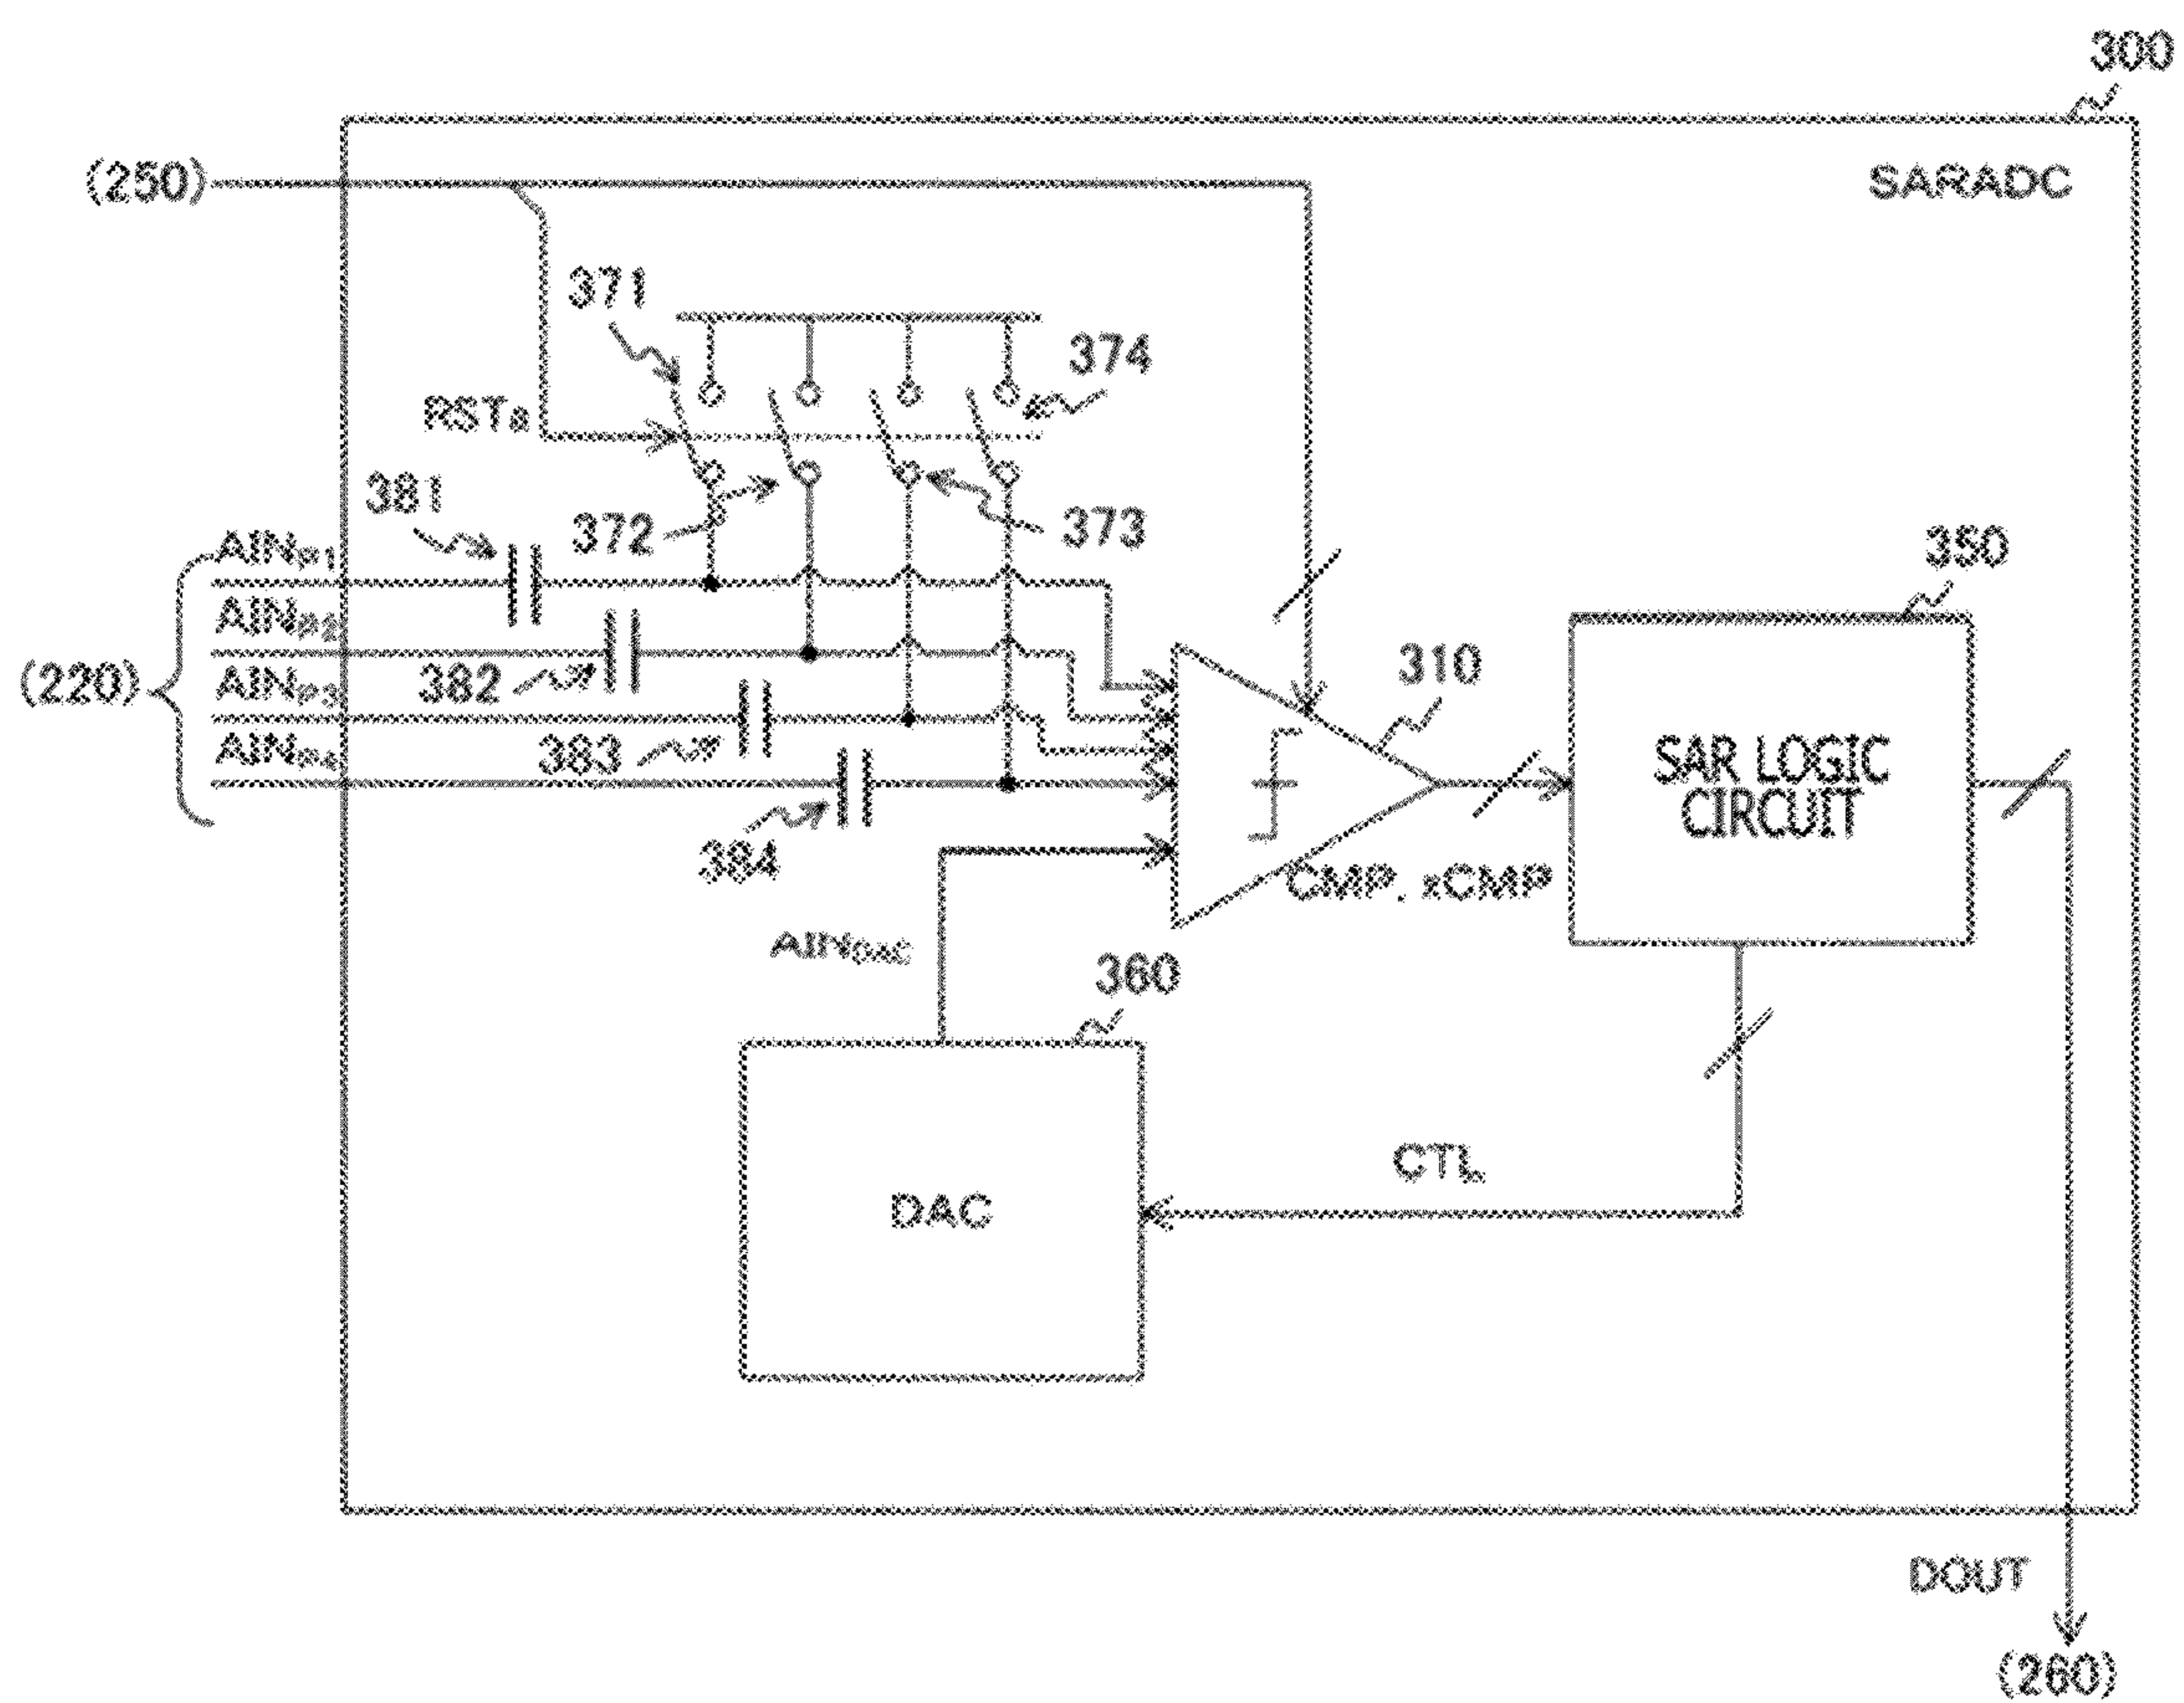 300
(250)
SARADC
371
374
RSTa
381
372
373
AINp1
350
AINp2
310
(220)
AINp3
382
SAR LOGIC
CIRCUIT
AINp4
383
384
CMP, xCMP
AINDAC
360
CTLn
DAC
DOUT
(260)